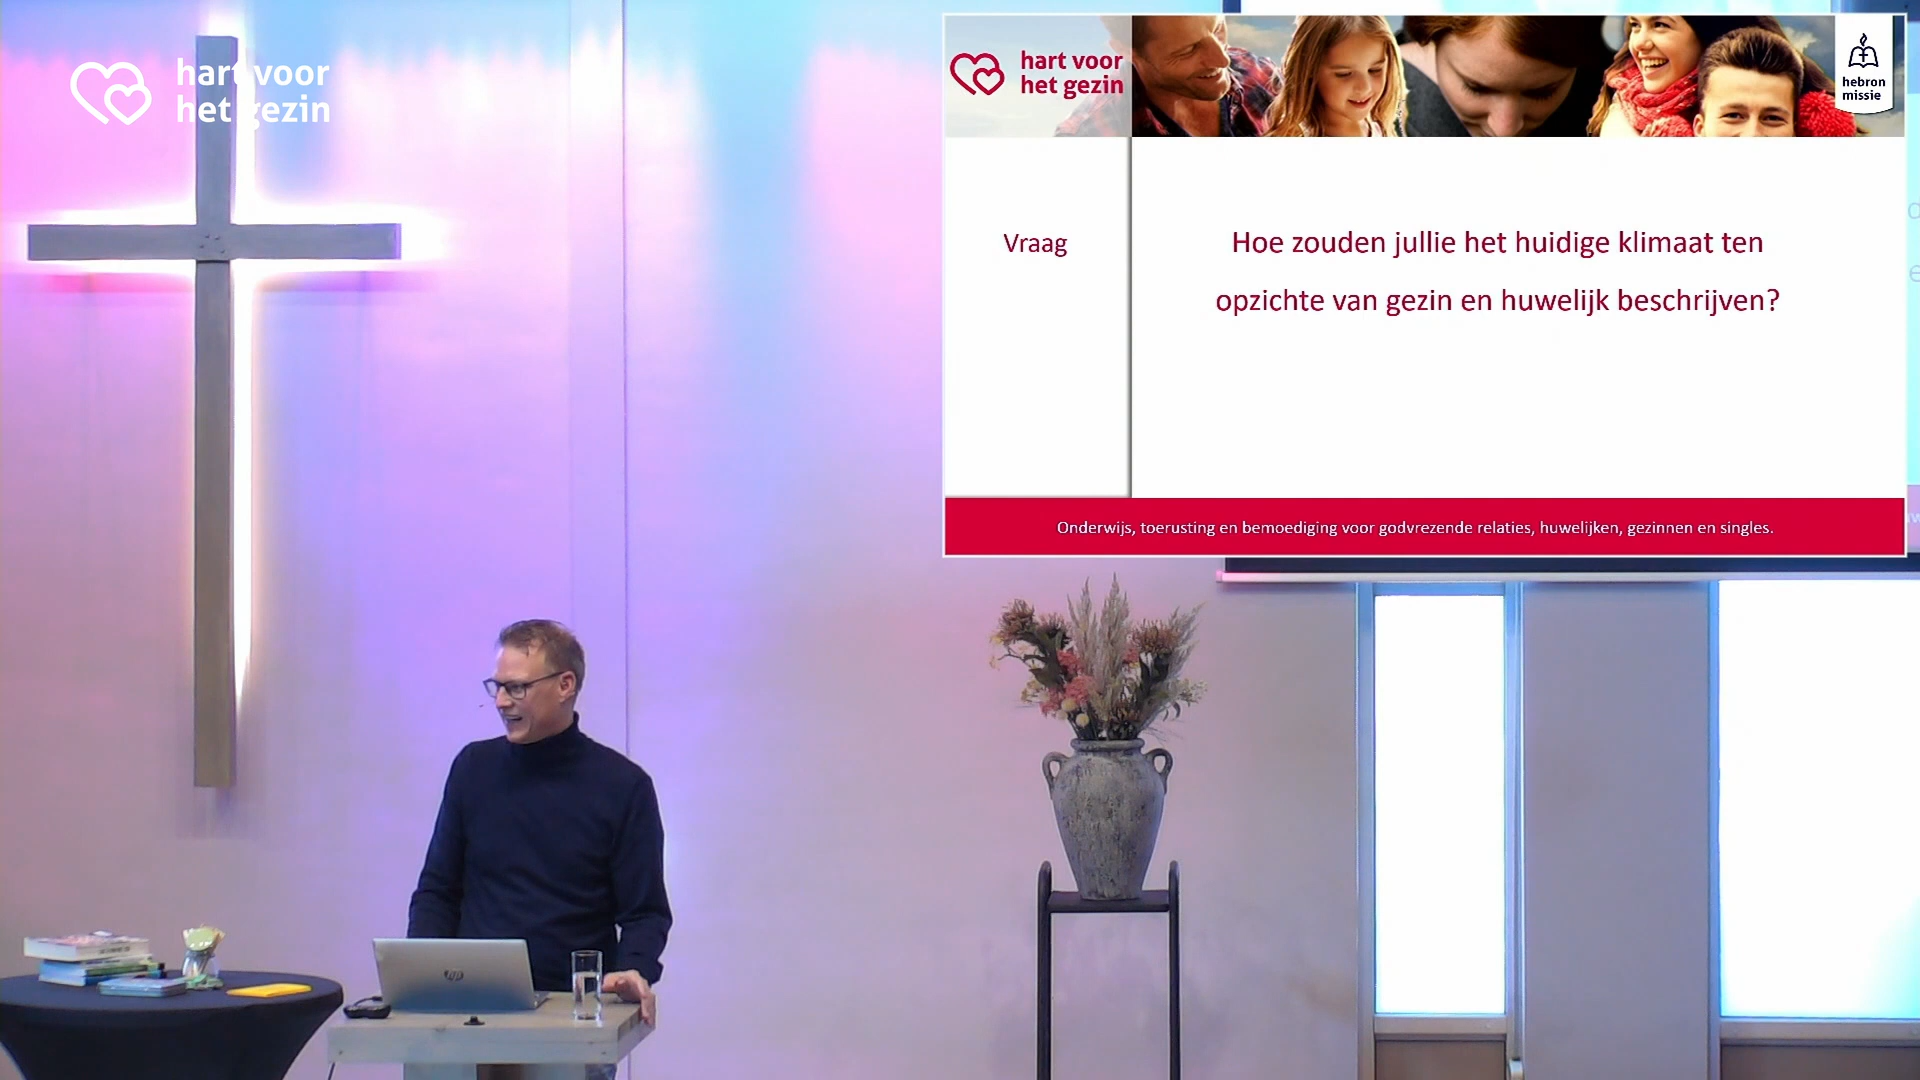 hart voor
het gezin
hart voor
het gezin
hebron
missie
Vraag
Hoe zouden jullie het huidige klimaat ten
opzichte van gezin en huwelijk beschrijven?
Onderwijs, toerusting en bemoediging voor godvrezende relaties, huwelijken, gezinnen en singles.
hp